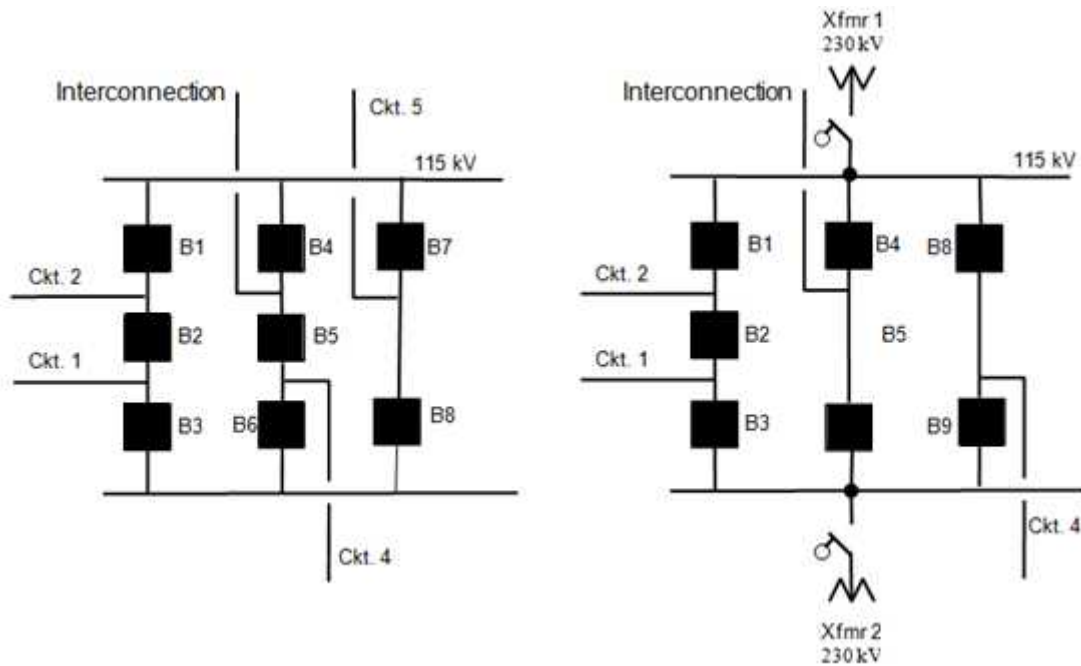 Interconnection
Ckt. 5
115 kV
B1
B4
B7
Ckt. 2
B2
B5
Ckt. 1
B3
B6
B8
Ckt. 4
Xfmr 1
230 kV
Interconnection
115 kV
B1
B4
B8
Ckt. 2
B2
B5
Ckt. 1
B3
B9
Ckt. 4
Xfmr 2
230 kV